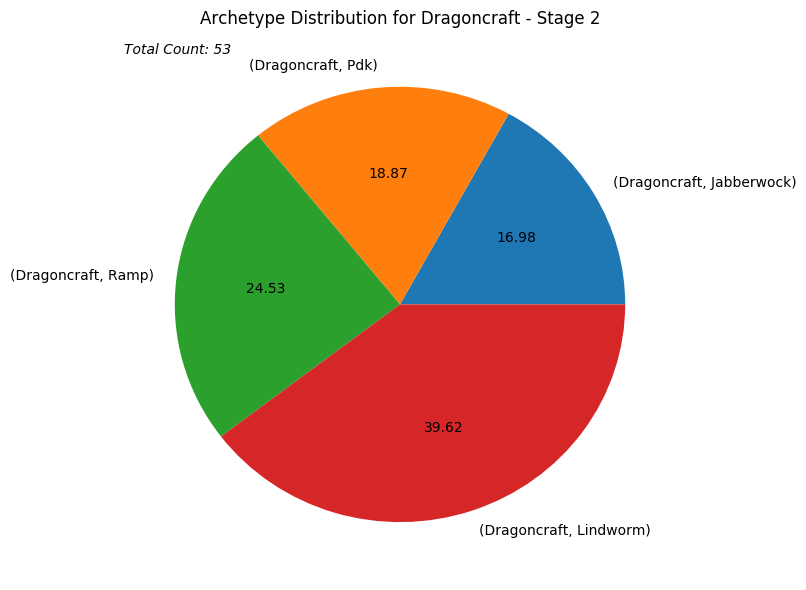 Archetype Distribution for Dragoncraft - Stage 2
Total Count: 53
(Dragoncraft, Pdk)
18.87
(Dragoncraft, Jabberwock)
16.98
(Dragoncraft, Ramp)
24.53
39.62
(Dragoncraft, Lindworm)